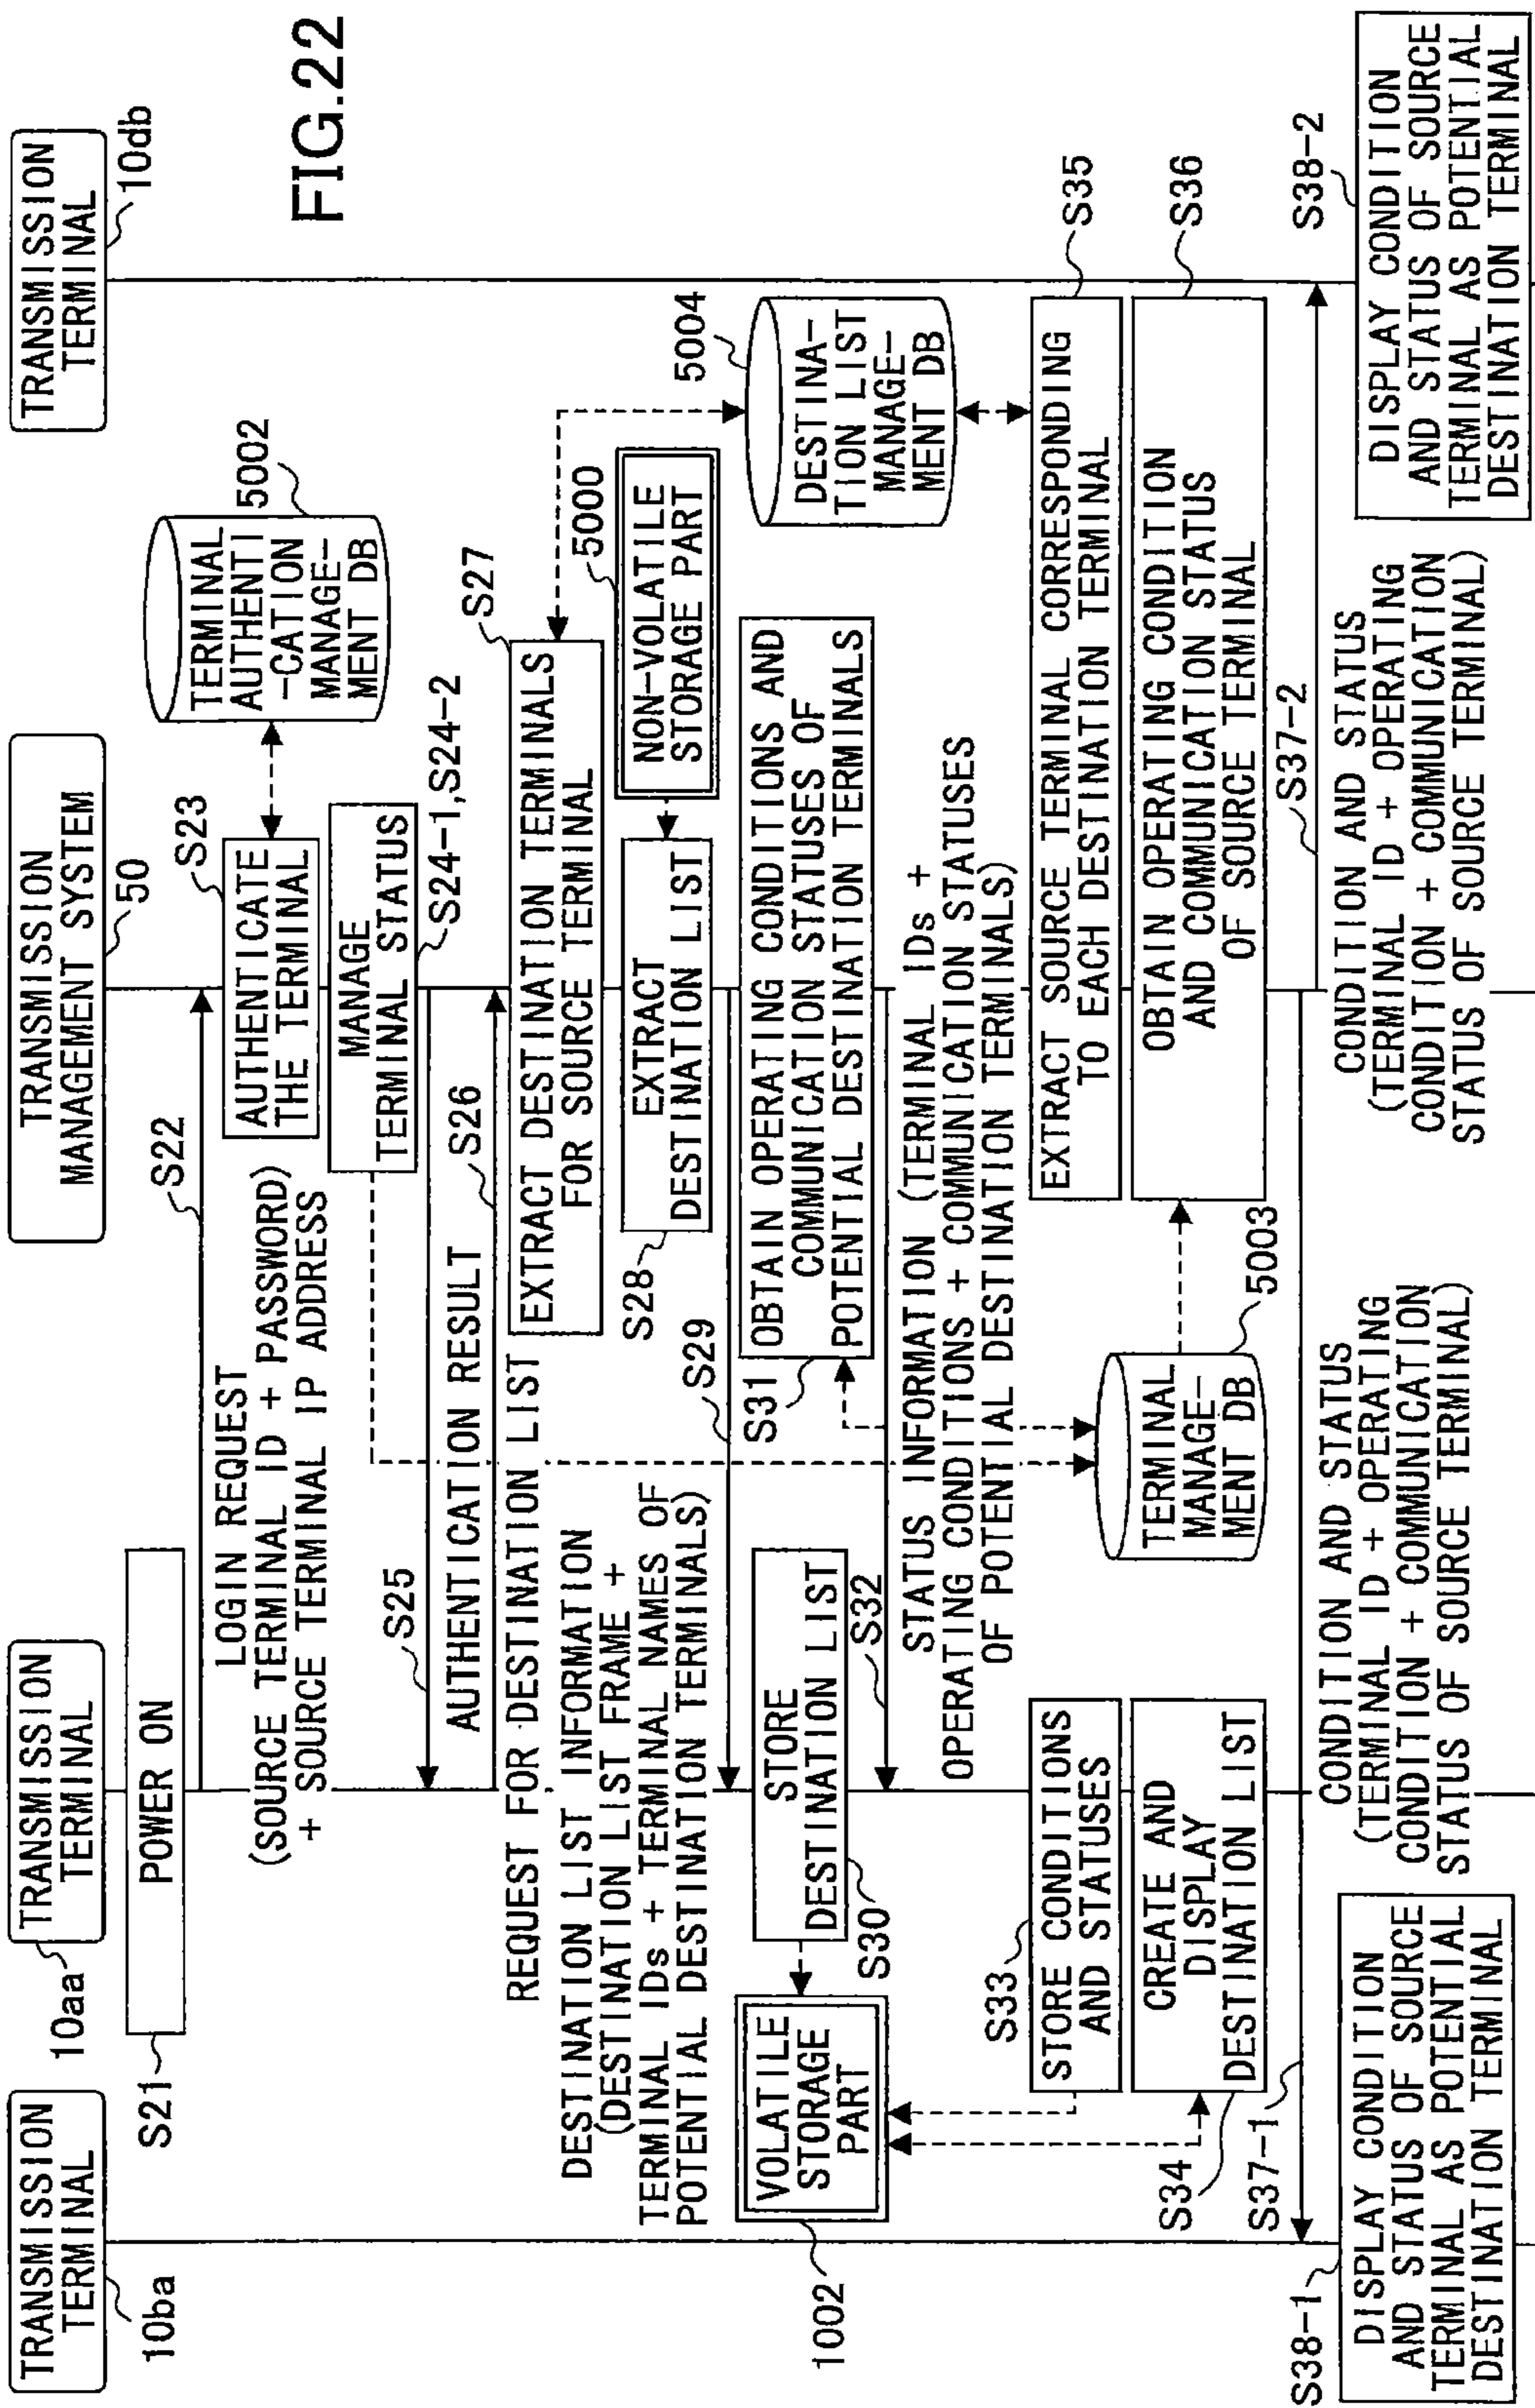 FIG.22
TRANSMISSION
TERMINAL
10ba
TRANSMISSION
TERMINAL
10aa
TRANSMISSION
MANAGEMENT SYSTEM
50
TRANSMISSION
TERMINAL
10db
S21
POWER ON
S22
LOGIN REQUEST
(SOURCE TERMINAL ID + PASSWORD)
+ SOURCE TERMINAL IP ADDRESS
S23
AUTHENTICATE
THE TERMINAL
TERMINAL
AUTHENTI
-CATION
MANAGE-
MENT DB
5002
MANAGE
TERMINAL STATUS
S24-1,S24-2
S25
AUTHENTICATION RESULT
S26
REQUEST FOR DESTINATION LIST
S27
EXTRACT DESTINATION TERMINALS
FOR SOURCE TERMINAL
5000
NON-VOLATILE
STORAGE PART
S28
EXTRACT
DESTINATION LIST
5004
DESTINA-
TION LIST
MANAGE-
MENT DB
DESTINATION LIST INFORMATION
(DESTINATION LIST FRAME +
TERMINAL IDs + TERMINAL NAMES OF
POTENTIAL DESTINATION TERMINALS)
S29
STORE
DESTINATION LIST
S30
VOLATILE
STORAGE
PART
1002
S31
OBTAIN OPERATING CONDITIONS AND
COMMUNICATION STATUSES OF
POTENTIAL DESTINATION TERMINALS
S32
STATUS INFORMATION (TERMINAL IDs +
OPERATING CONDITIONS + COMMUNICATION STATUSES
OF POTENTIAL DESTINATION TERMINALS)
S33
STORE CONDITIONS
AND STATUSES
S34
CREATE AND
DISPLAY
DESTINATION LIST
TERMINAL
MANAGE-
MENT DB
5003
EXTRACT SOURCE TERMINAL CORRESPONDING
TO EACH DESTINATION TERMINAL
S35
OBTAIN OPERATING CONDITION
AND COMMUNICATION STATUS
OF SOURCE TERMINAL
S36
S37-1
CONDITION AND STATUS
(TERMINAL ID + OPERATING
CONDITION + COMMUNICATION
STATUS OF SOURCE TERMINAL)
S37-2
CONDITION AND STATUS
(TERMINAL ID + OPERATING
CONDITION + COMMUNICATION
STATUS OF SOURCE TERMINAL)
S38-1
DISPLAY CONDITION
AND STATUS OF SOURCE
TERMINAL AS POTENTIAL
DESTINATION TERMINAL
S38-2
DISPLAY CONDITION
AND STATUS OF SOURCE
TERMINAL AS POTENTIAL
DESTINATION TERMINAL